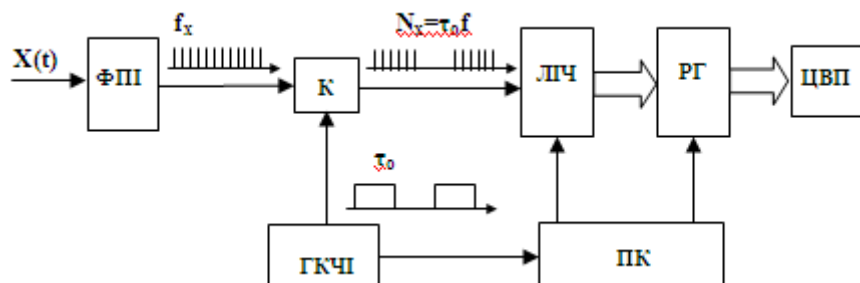 fₓ
Nₓ=τ₀f
X(t)
ФПІ
К
ЛІЧ
РГ
ЦВП
τ₀
ГКЧІ
ПК